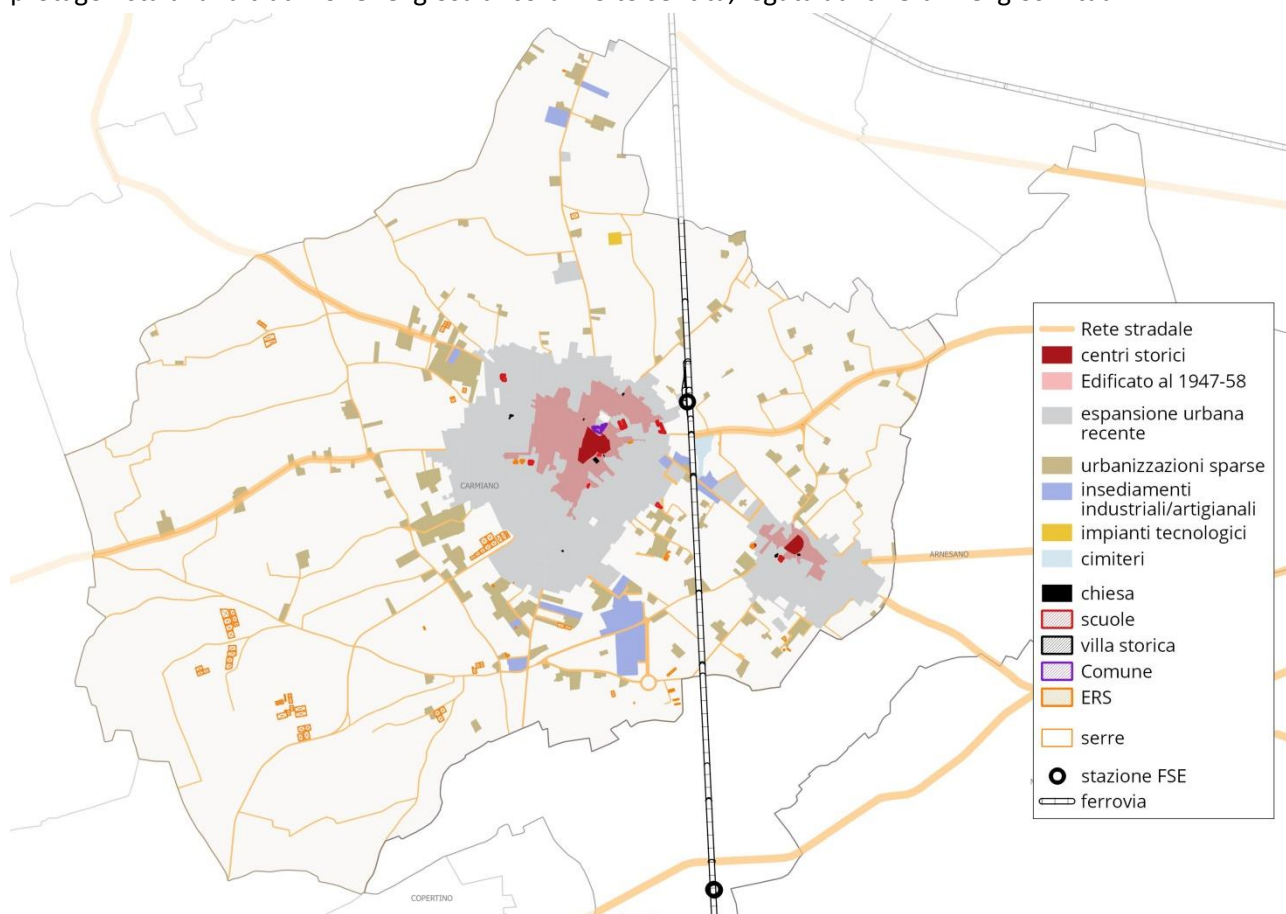 CARMIANO
ARNESANO
COPERTINO
Rete stradale
centri storici
Edificato al 1947-58
espansione urbana
recente
urbanizzazioni sparse
insediamenti
industriali/artigianali
impianti tecnologici
cimiteri
chiesa
scuole
villa storica
Comune
ERS
serre
stazione FSE
ferrovia